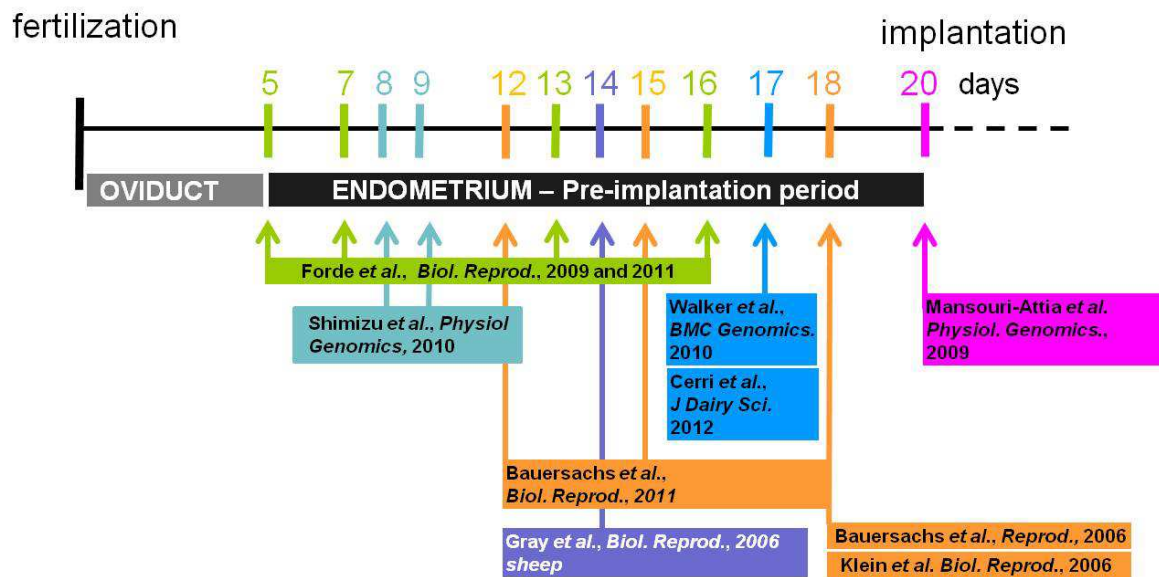 fertilization
implantation
5 7 8 9 12 13 14 15 16 17 18 20 days
OVIDUCT
ENDOMETRIUM – Pre-implantation period
Forde et al., Biol. Reprod., 2009 and 2011
Shimizu et al., Physiol
Genomics, 2010
Walker et al.,
BMC Genomics.
2010
Cerri et al.,
J Dairy Sci.
2012
Mansouri-Attia et al.
Physiol. Genomics.,
2009
Bauersachs et al.,
Biol. Reprod., 2011
Gray et al., Biol. Reprod., 2006
sheep
Bauersachs et al., Reprod., 2006
Klein et al. Biol. Reprod., 2006